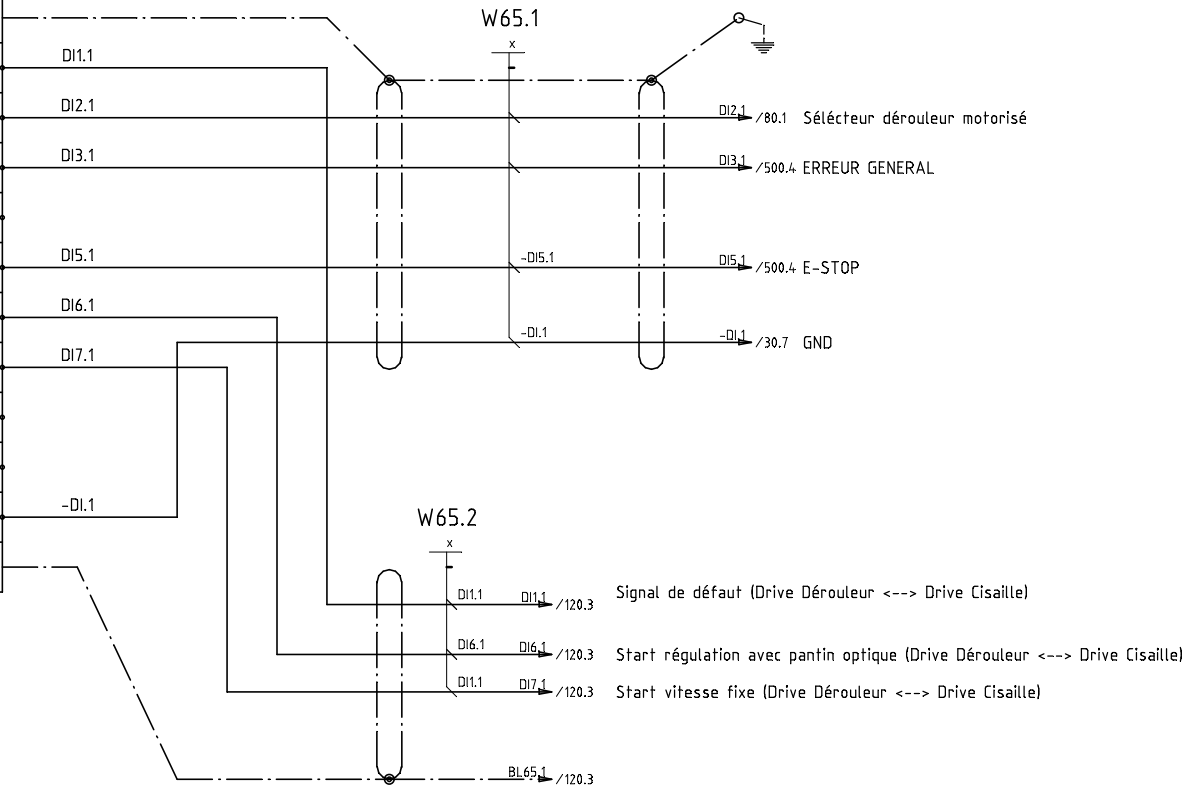 W65.1
x
DI1.1
DI2.1
DI2.1 /80.1 Sélécteur dérouleur motorisé
DI3.1
DI3.1 /500.4 ERREUR GENERAL
DI5.1
-DI5.1
DI5.1 /500.4 E-STOP
DI6.1
-DI.1
-DI.1 /30.7 GND
DI7.1
-DI.1
W65.2
x
DI1.1
DI1.1 /120.3 Signal de défaut (Drive Dérouleur <--> Drive Cisaille)
DI6.1
DI6.1 /120.3 Start régulation avec pantin optique (Drive Dérouleur <--> Drive Cisaille)
DI1.1
DI7.1 /120.3 Start vitesse fixe (Drive Dérouleur <--> Drive Cisaille)
BL65.1 /120.3